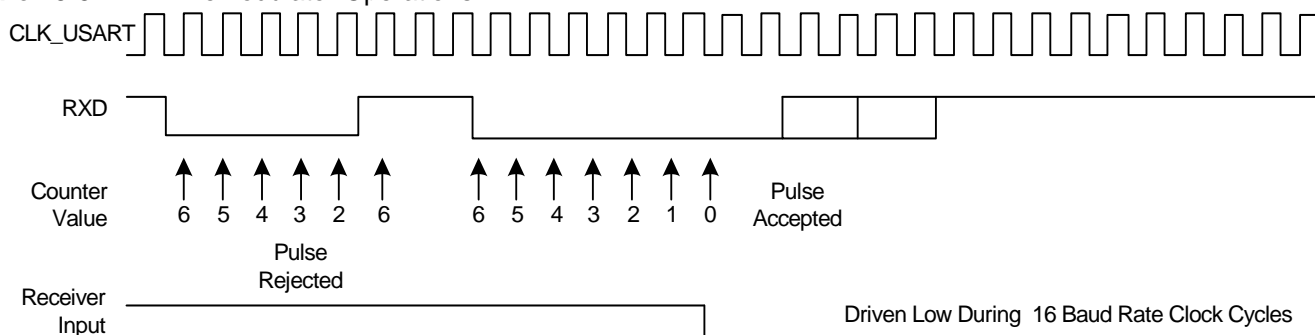 CLK_USART
RXD
Counter
Value
6 5 4 3 2 6 6 5 4 3 2 1 0
Pulse
Accepted
Pulse
Rejected
Receiver
Input
Driven Low During 16 Baud Rate Clock Cycles